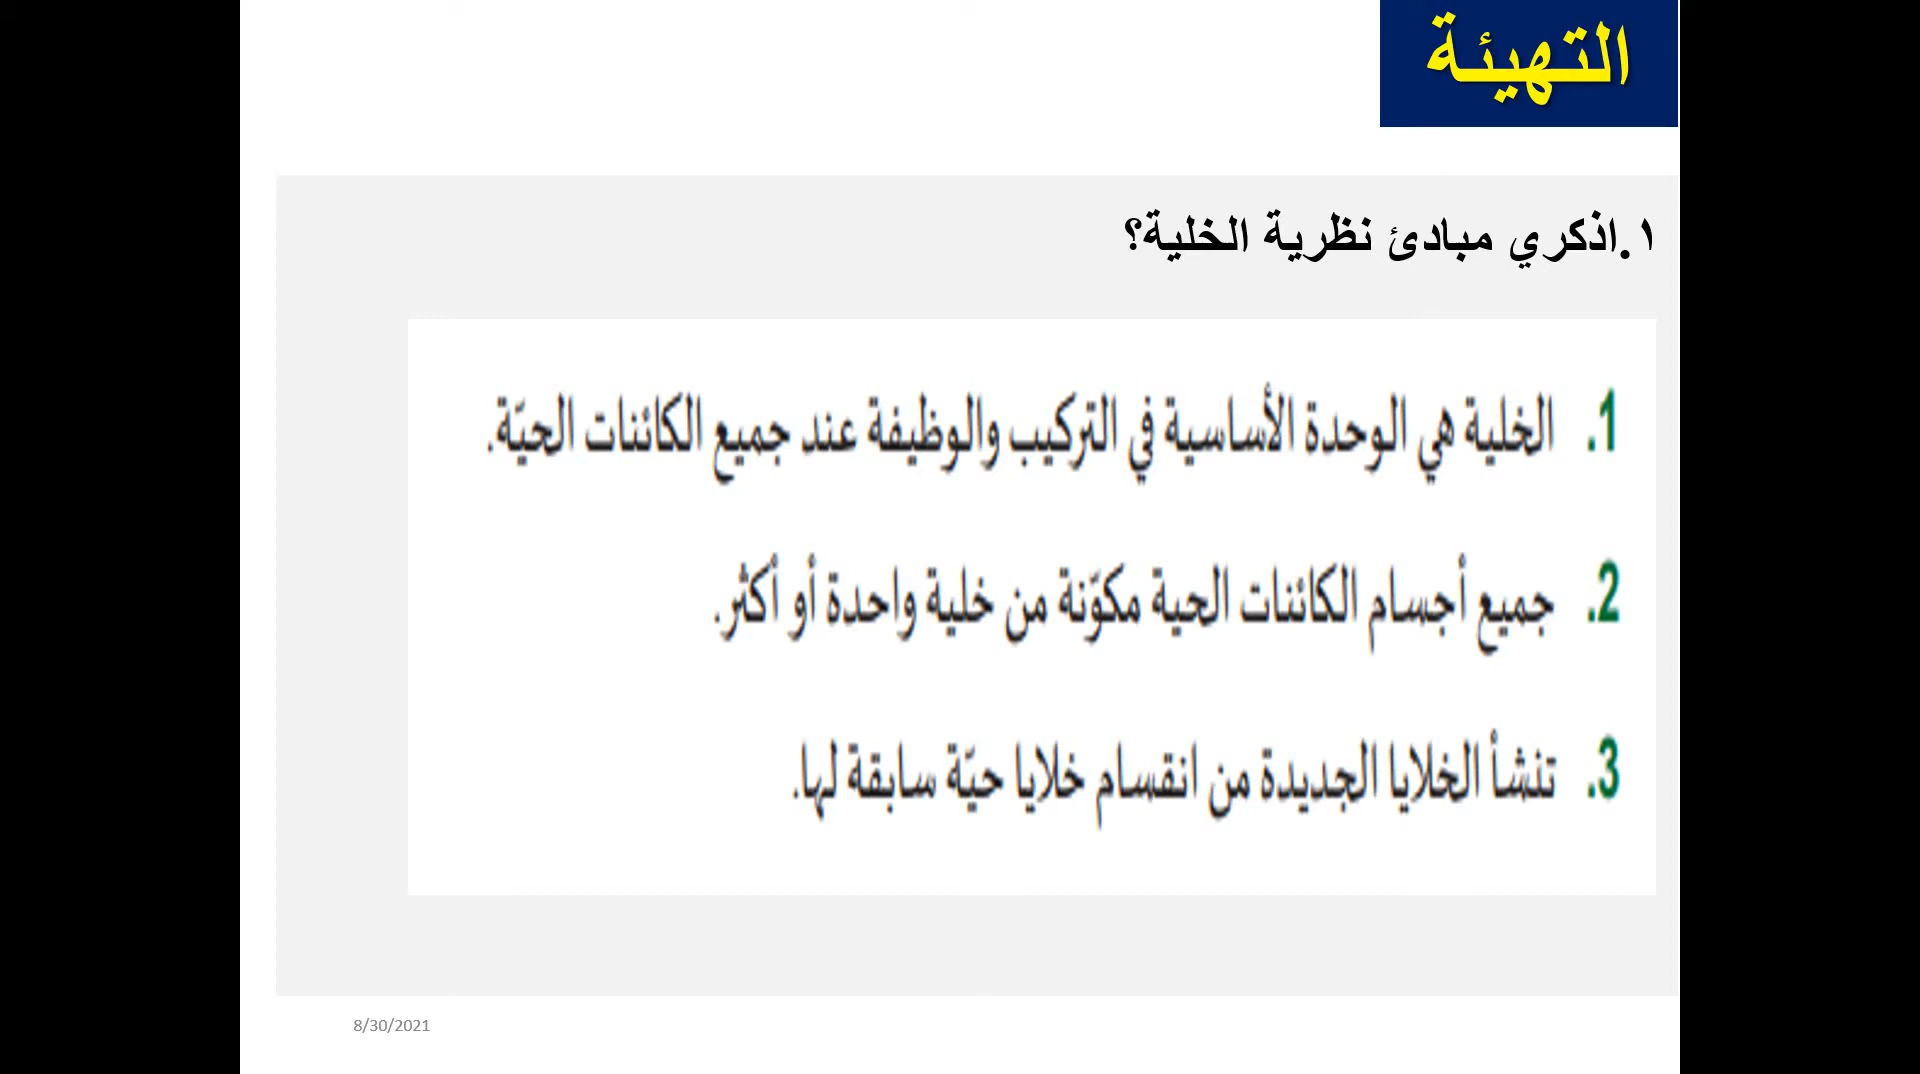 التهيئة
١.اذكري مبادئ نظرية الخلية؟
1. الخلية هي الوحدة الأساسية في التركيب والوظيفة عند جميع الكائنات الحيّة.
2. جميع أجسام الكائنات الحية مكوّنة من خلية واحدة أو أكثر.
3. تنشأ الخلايا الجديدة من انقسام خلايا حيّة سابقة لها.
8/30/2021